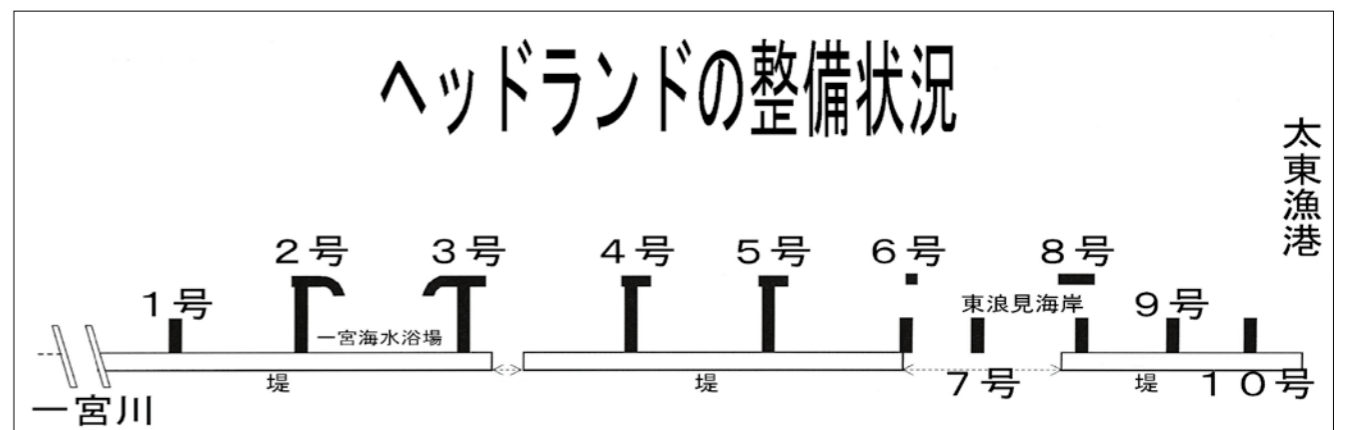 ヘッドランドの整備状況
太東漁港
２号
３号
４号
５号
６号
８号
１号
９号
東浪見海岸
一宮海水浴場
堤
堤
７号
堤
１０号
一宮川